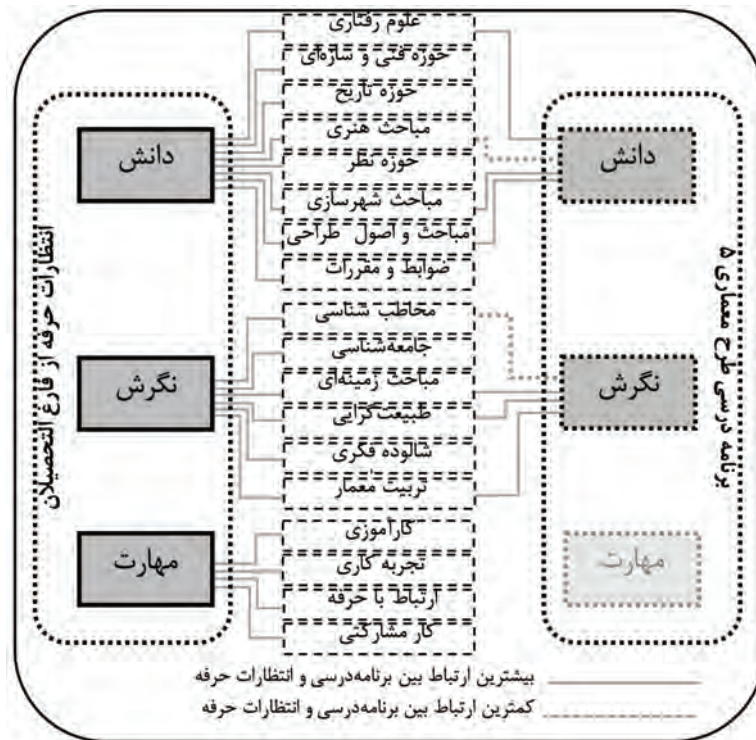 برنامه درسی طرح معماری ۵
دانش
نگرش
مهارت
علوم رفتاری
حوزه فنی و سازه‌ای
حوزه تاریخ
مباحث هنری
حوزه نظر
مباحث شهرسازی
مباحث و اصول طراحی
ضوابط و مقررات
مخاطب شناسی
جامعه‌شناسی
مباحث زمینه‌ای
طبیعت‌گرایی
شالوده فکری
تربیت معمار
کارآموزی
تجربه کاری
ارتباط با حرفه
کار مشارکتی
دانش
نگرش
مهارت
انتظارات حرفه از فارغ التحصیلان
بیشترین ارتباط بین برنامه‌درسی و انتظارات حرفه
کمترین ارتباط بین برنامه‌درسی و انتظارات حرفه